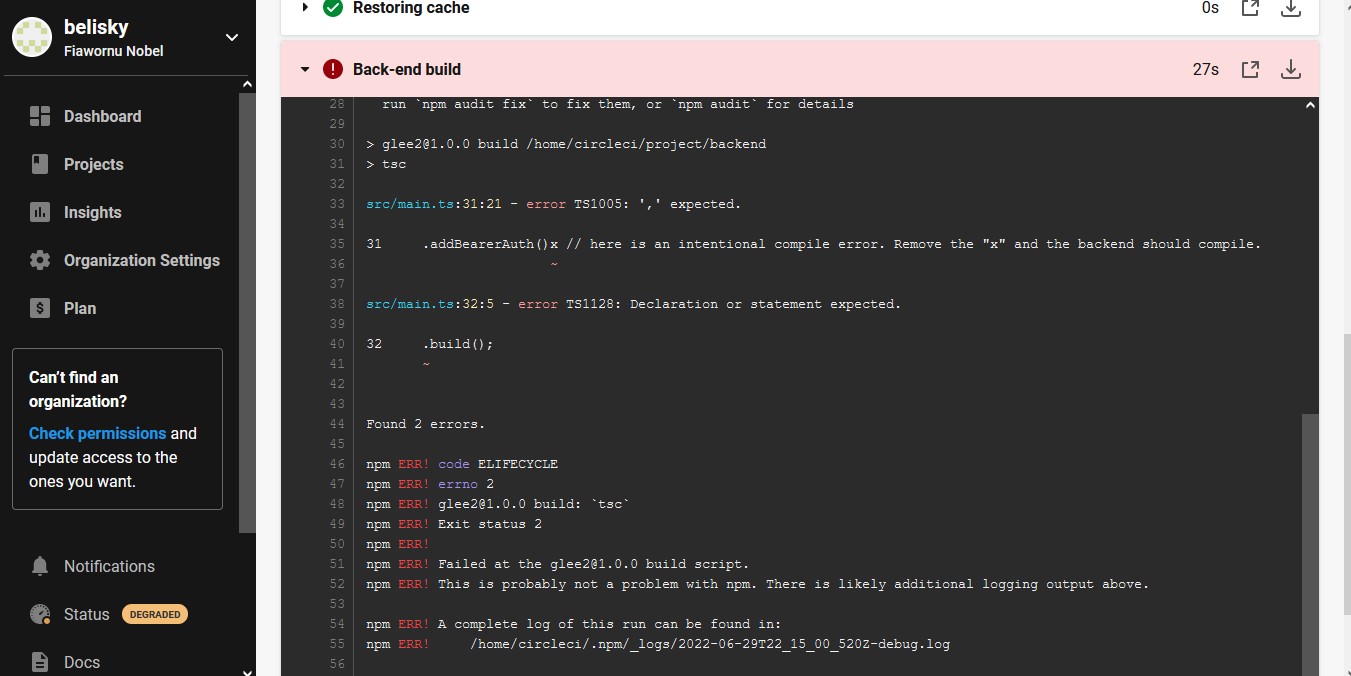 belisky
Fiawornu Nobel
Dashboard
Projects
Insights
Organization Settings
Plan
Can't find an
organization?
Check permissions and
update access to the
ones you want.
Notifications
Status DEGRADED
Docs
Restoring cache 0s
Back-end build 27s
28 run `npm audit fix` to fix them, or `npm audit` for details
29
30 > glee2@1.0.0 build /home/circleci/project/backend
31 > tsc
32
33 src/main.ts:31:21 - error TS1005: ',' expected.
34
35 31 .addBearerAuth()x // here is an intentional compile error. Remove the "x" and the backend should compile.
36 ~
37
38 src/main.ts:32:5 - error TS1128: Declaration or statement expected.
39
40 32 .build();
41 ~
42
43
44 Found 2 errors.
45
46 npm ERR! code ELIFECYCLE
47 npm ERR! errno 2
48 npm ERR! glee2@1.0.0 build: `tsc`
49 npm ERR! Exit status 2
50 npm ERR!
51 npm ERR! Failed at the glee2@1.0.0 build script.
52 npm ERR! This is probably not a problem with npm. There is likely additional logging output above.
53
54 npm ERR! A complete log of this run can be found in:
55 npm ERR! /home/circleci/.npm/_logs/2022-06-29T22_15_00_520Z-debug.log
56